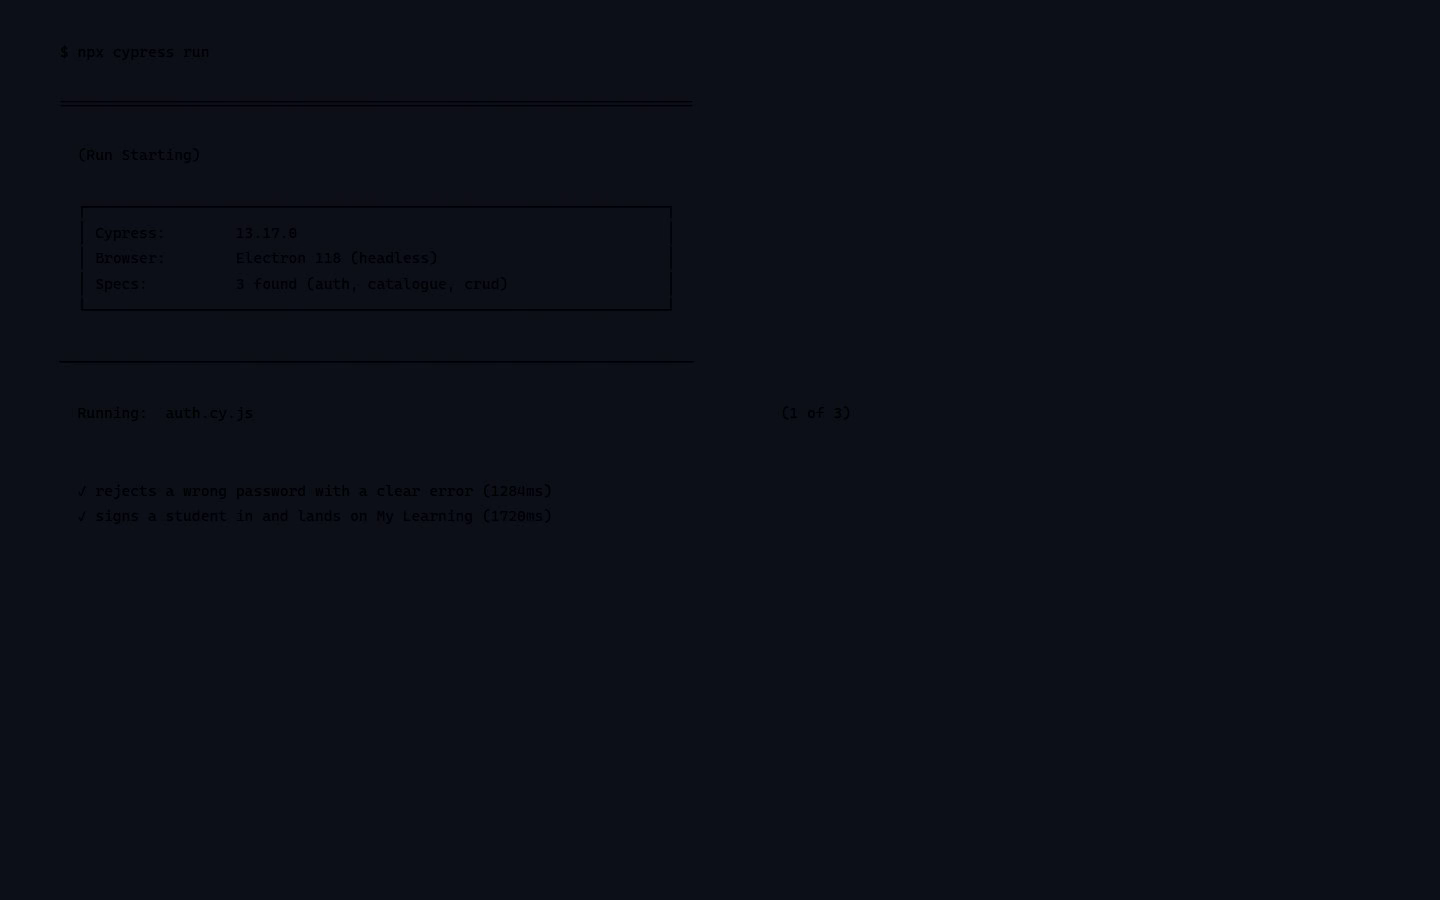 $ npx cypress run
(Run Starting)
Cypress: 13.17.0
Browser: Electron 118 (headless)
Specs: 3 found (auth, catalogue, crud)
Running: auth.cy.js (1 of 3)
✓ rejects a wrong password with a clear error (1284ms)
✓ signs a student in and lands on My Learning (1720ms)